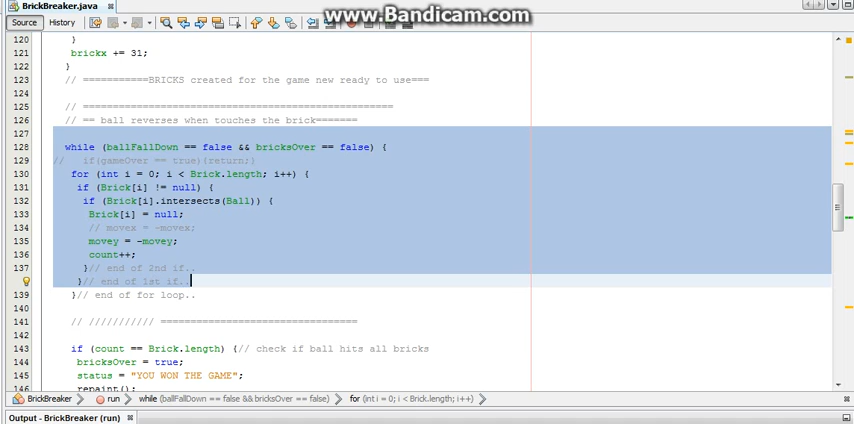 BrickBreaker.java
www.Bandicam.com
Source History
120 }
121 brickx += 31;
122 }
123 // ===========BRICKS created for the game new ready to use===
124
125 // ====================================================
126 // == ball reverses when touches the brick=======
127
128 while (ballFallDown == false && bricksOver == false) {
129 // if(gameOver == true){return;}
130 for (int i = 0; i < Brick.length; i++) {
131 if (Brick[i] != null) {
132 if (Brick[i].intersects(Ball)) {
133 Brick[i] = null;
134 // movex = -movex;
135 movey = -movey;
136 count++;
137 }// end of 2nd if..
138 }// end of 1st if..
139 }// end of for loop..
140
141 // /////////// =================================
142
143 if (count == Brick.length) {// check if ball hits all bricks
144 bricksOver = true;
145 status = "YOU WON THE GAME";
146 repaint();
BrickBreaker run while (ballFallDown == false && bricksOver == false) for (int i = 0; i < Brick.length; i++)
Output - BrickBreaker (run)